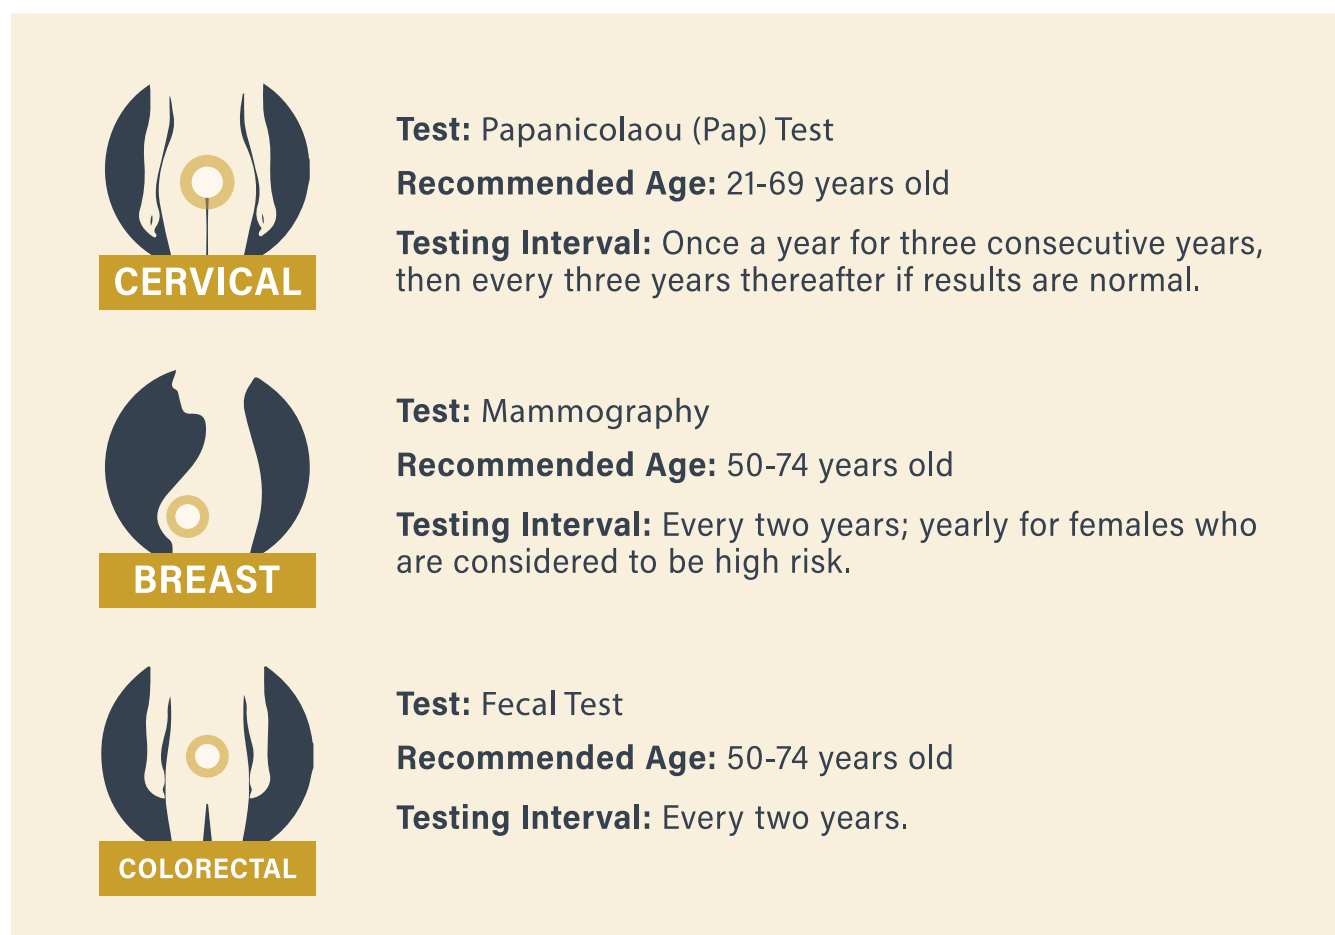 CERVICAL
Test: Papanicolaou (Pap) Test
Recommended Age: 21-69 years old
Testing Interval: Once a year for three consecutive years,
then every three years thereafter if results are normal.
BREAST
Test: Mammography
Recommended Age: 50-74 years old
Testing Interval: Every two years; yearly for females who
are considered to be high risk.
COLORECTAL
Test: Fecal Test
Recommended Age: 50-74 years old
Testing Interval: Every two years.